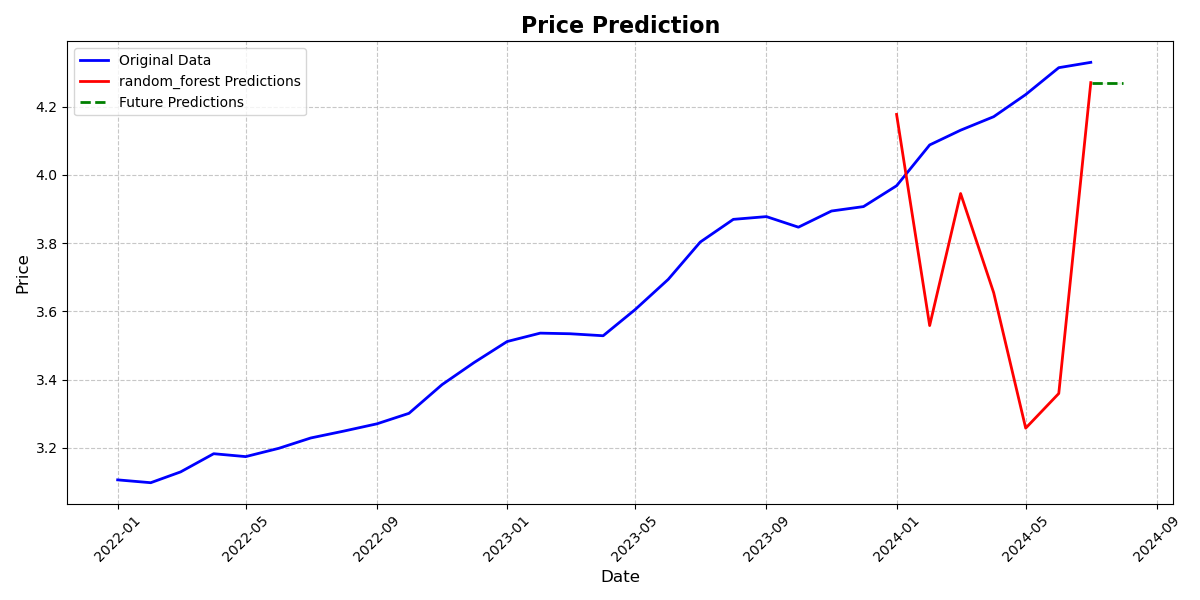 Price Prediction
Original Data
random_forest Predictions
Future Predictions
Price
4.2
4.0
3.8
3.6
3.4
3.2
2022-01
2022-05
2022-09
2023-01
2023-05
2023-09
2024-01
2024-05
2024-09
Date